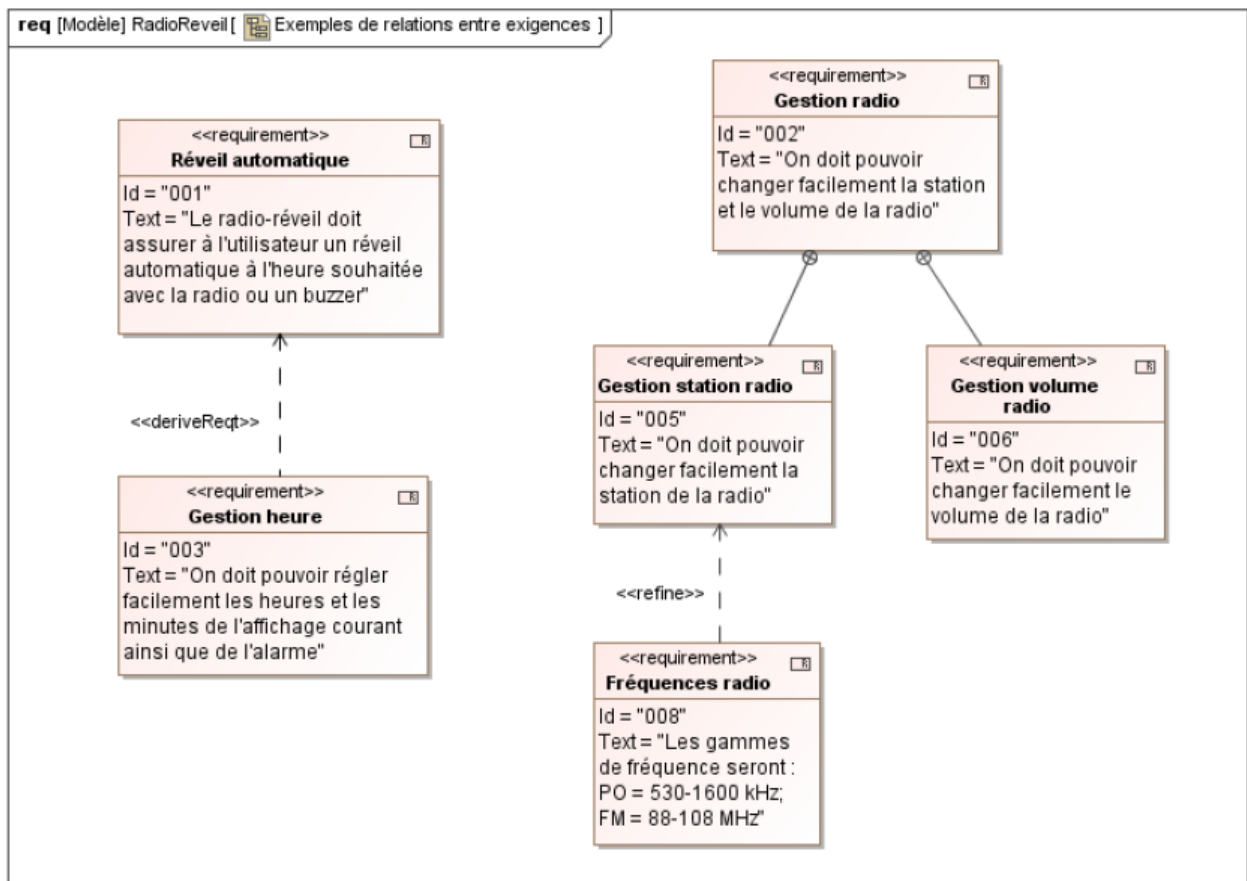 req [Modèle] RadioReveil [ Exemples de relations entre exigences ]
<<requirement>>
Réveil automatique
Id = "001"
Text = "Le radio-réveil doit
assurer à l'utilisateur un réveil
automatique à l'heure souhaitée
avec la radio ou un buzzer"
<<deriveReqt>>
<<requirement>>
Gestion heure
Id = "003"
Text = "On doit pouvoir régler
facilement les heures et les
minutes de l'affichage courant
ainsi que de l'alarme"
<<requirement>>
Gestion radio
Id = "002"
Text = "On doit pouvoir
changer facilement la station
et le volume de la radio"
<<requirement>>
Gestion station radio
Id = "005"
Text = "On doit pouvoir
changer facilement la
station de la radio"
<<requirement>>
Gestion volume
radio
Id = "006"
Text = "On doit pouvoir
changer facilement le
volume de la radio"
<<refine>>
<<requirement>>
Fréquences radio
Id = "008"
Text = "Les gammes
de fréquence seront :
PO = 530-1600 kHz;
FM = 88-108 MHz"